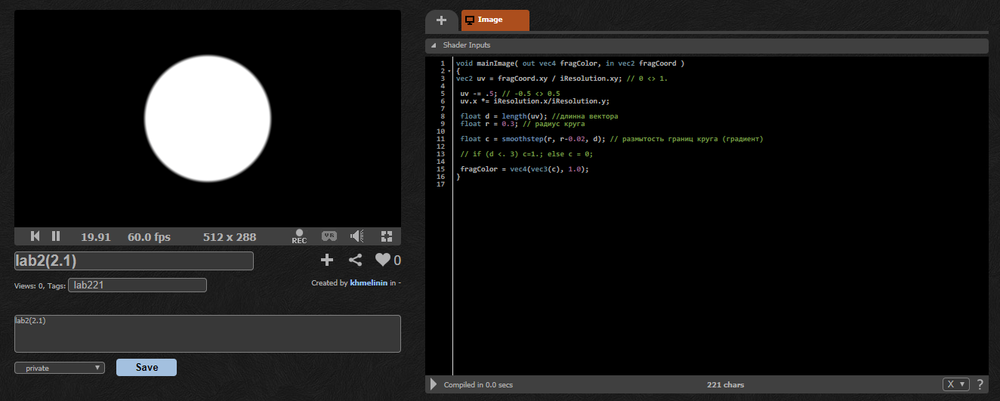 19.91 60.0 fps 512 x 288 REC VR
lab2(2.1)
0
Views: 0, Tags: lab221
Created by khmelinin in -
lab2(2.1)
private
Save
Image
Shader Inputs
1 void mainImage( out vec4 fragColor, in vec2 fragCoord )
2 {
3 vec2 uv = fragCoord.xy / iResolution.xy; // 0 <> 1.
4
5 uv -= .5; // -0.5 <> 0.5
6 uv.x *= iResolution.x/iResolution.y;
7
8 float d = length(uv); //длинна вектора
9 float r = 0.3; // радиус круга
10
11 float c = smoothstep(r, r-0.02, d); // размытость границ круга (градиент)
12
13 // if (d <. 3) c=1.; else c = 0;
14
15 fragColor = vec4(vec3(c), 1.0);
16 }
17
Compiled in 0.0 secs
221 chars
X
?